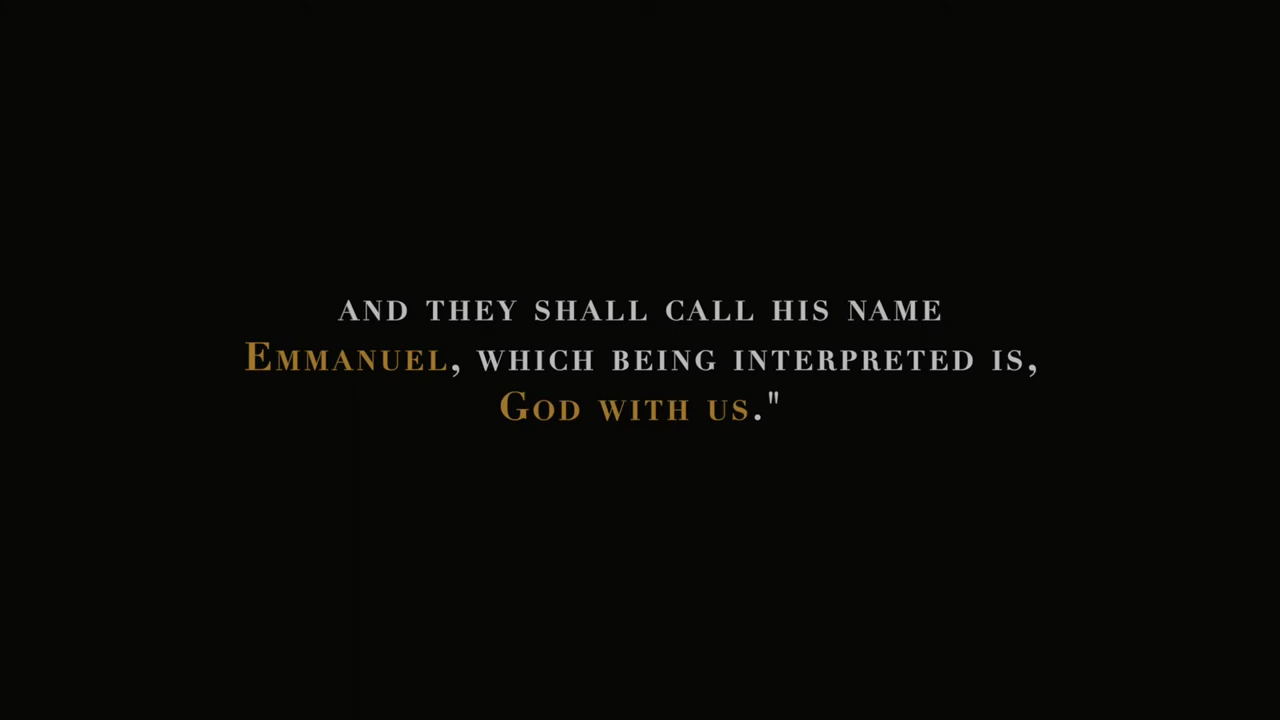 AND THEY SHALL CALL HIS NAME
EMMANUEL, WHICH BEING INTERPRETED IS,
GOD WITH US."